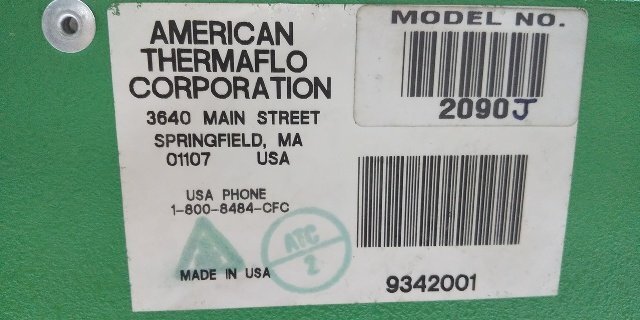 AMERICAN
THERMAFLO
CORPORATION
3640 MAIN STREET
SPRINGFIELD, MA
01107 USA
USA PHONE
1-800-8484-CFC
ATC
2
MADE IN USA
MODEL NO.
2090J
9342001